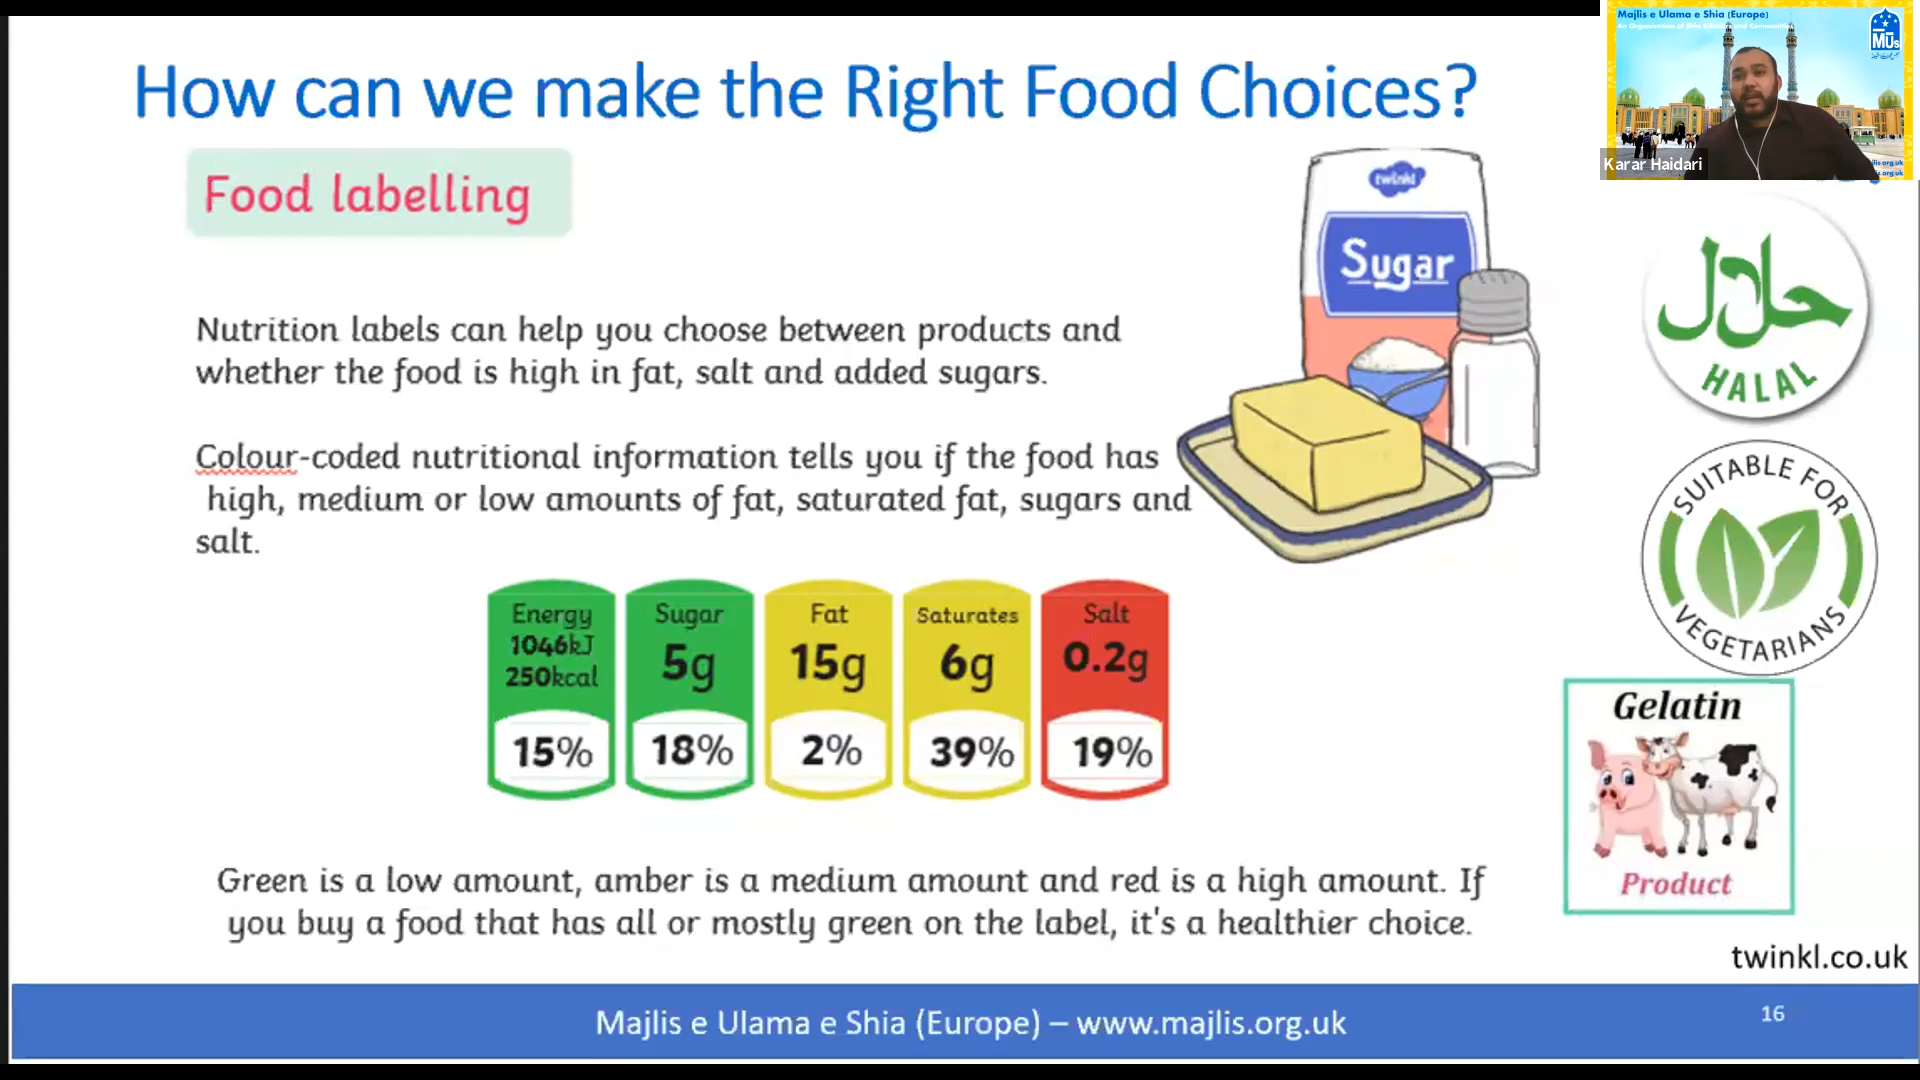 How can we make the Right Food Choices?
Majlis e Ulama e Shia (Europe)
MUs
Karar Haidari
Food labelling
Nutrition labels can help you choose between products and
whether the food is high in fat, salt and added sugars.
Colour-coded nutritional information tells you if the food has
high, medium or low amounts of fat, saturated fat, sugars and
salt.
twinkl
Sugar
حلال
HALAL
SUITABLE FOR
VEGETARIANS
Energy
1046kJ
250kcal
15%
Sugar
5g
18%
Fat
15g
2%
Saturates
6g
39%
Salt
0.2g
19%
Gelatin
Product
Green is a low amount, amber is a medium amount and red is a high amount. If
you buy a food that has all or mostly green on the label, it's a healthier choice.
twinkl.co.uk
Majlis e Ulama e Shia (Europe) – www.majlis.org.uk
16